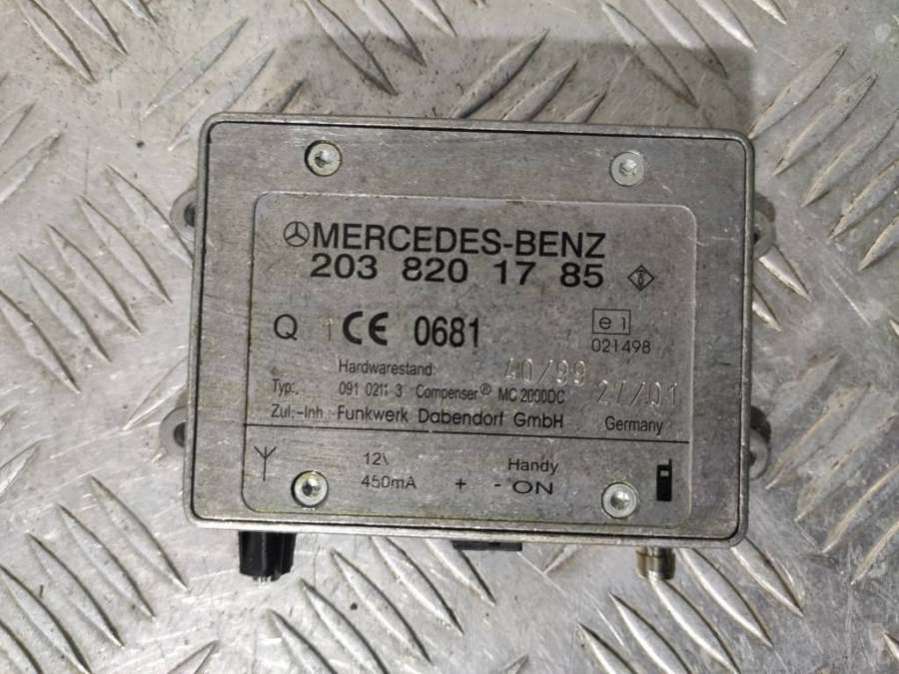 MERCEDES-BENZ
203 820 17 85
Q 1 CE 0681
e1
021498
Hardwarestand: 40/99
Typ.: Compenser® MC 2000DC 27/01
Zul.-Inh. Funkwerk Dabendorf GmbH Germany
12V Handy
450mA + - ON